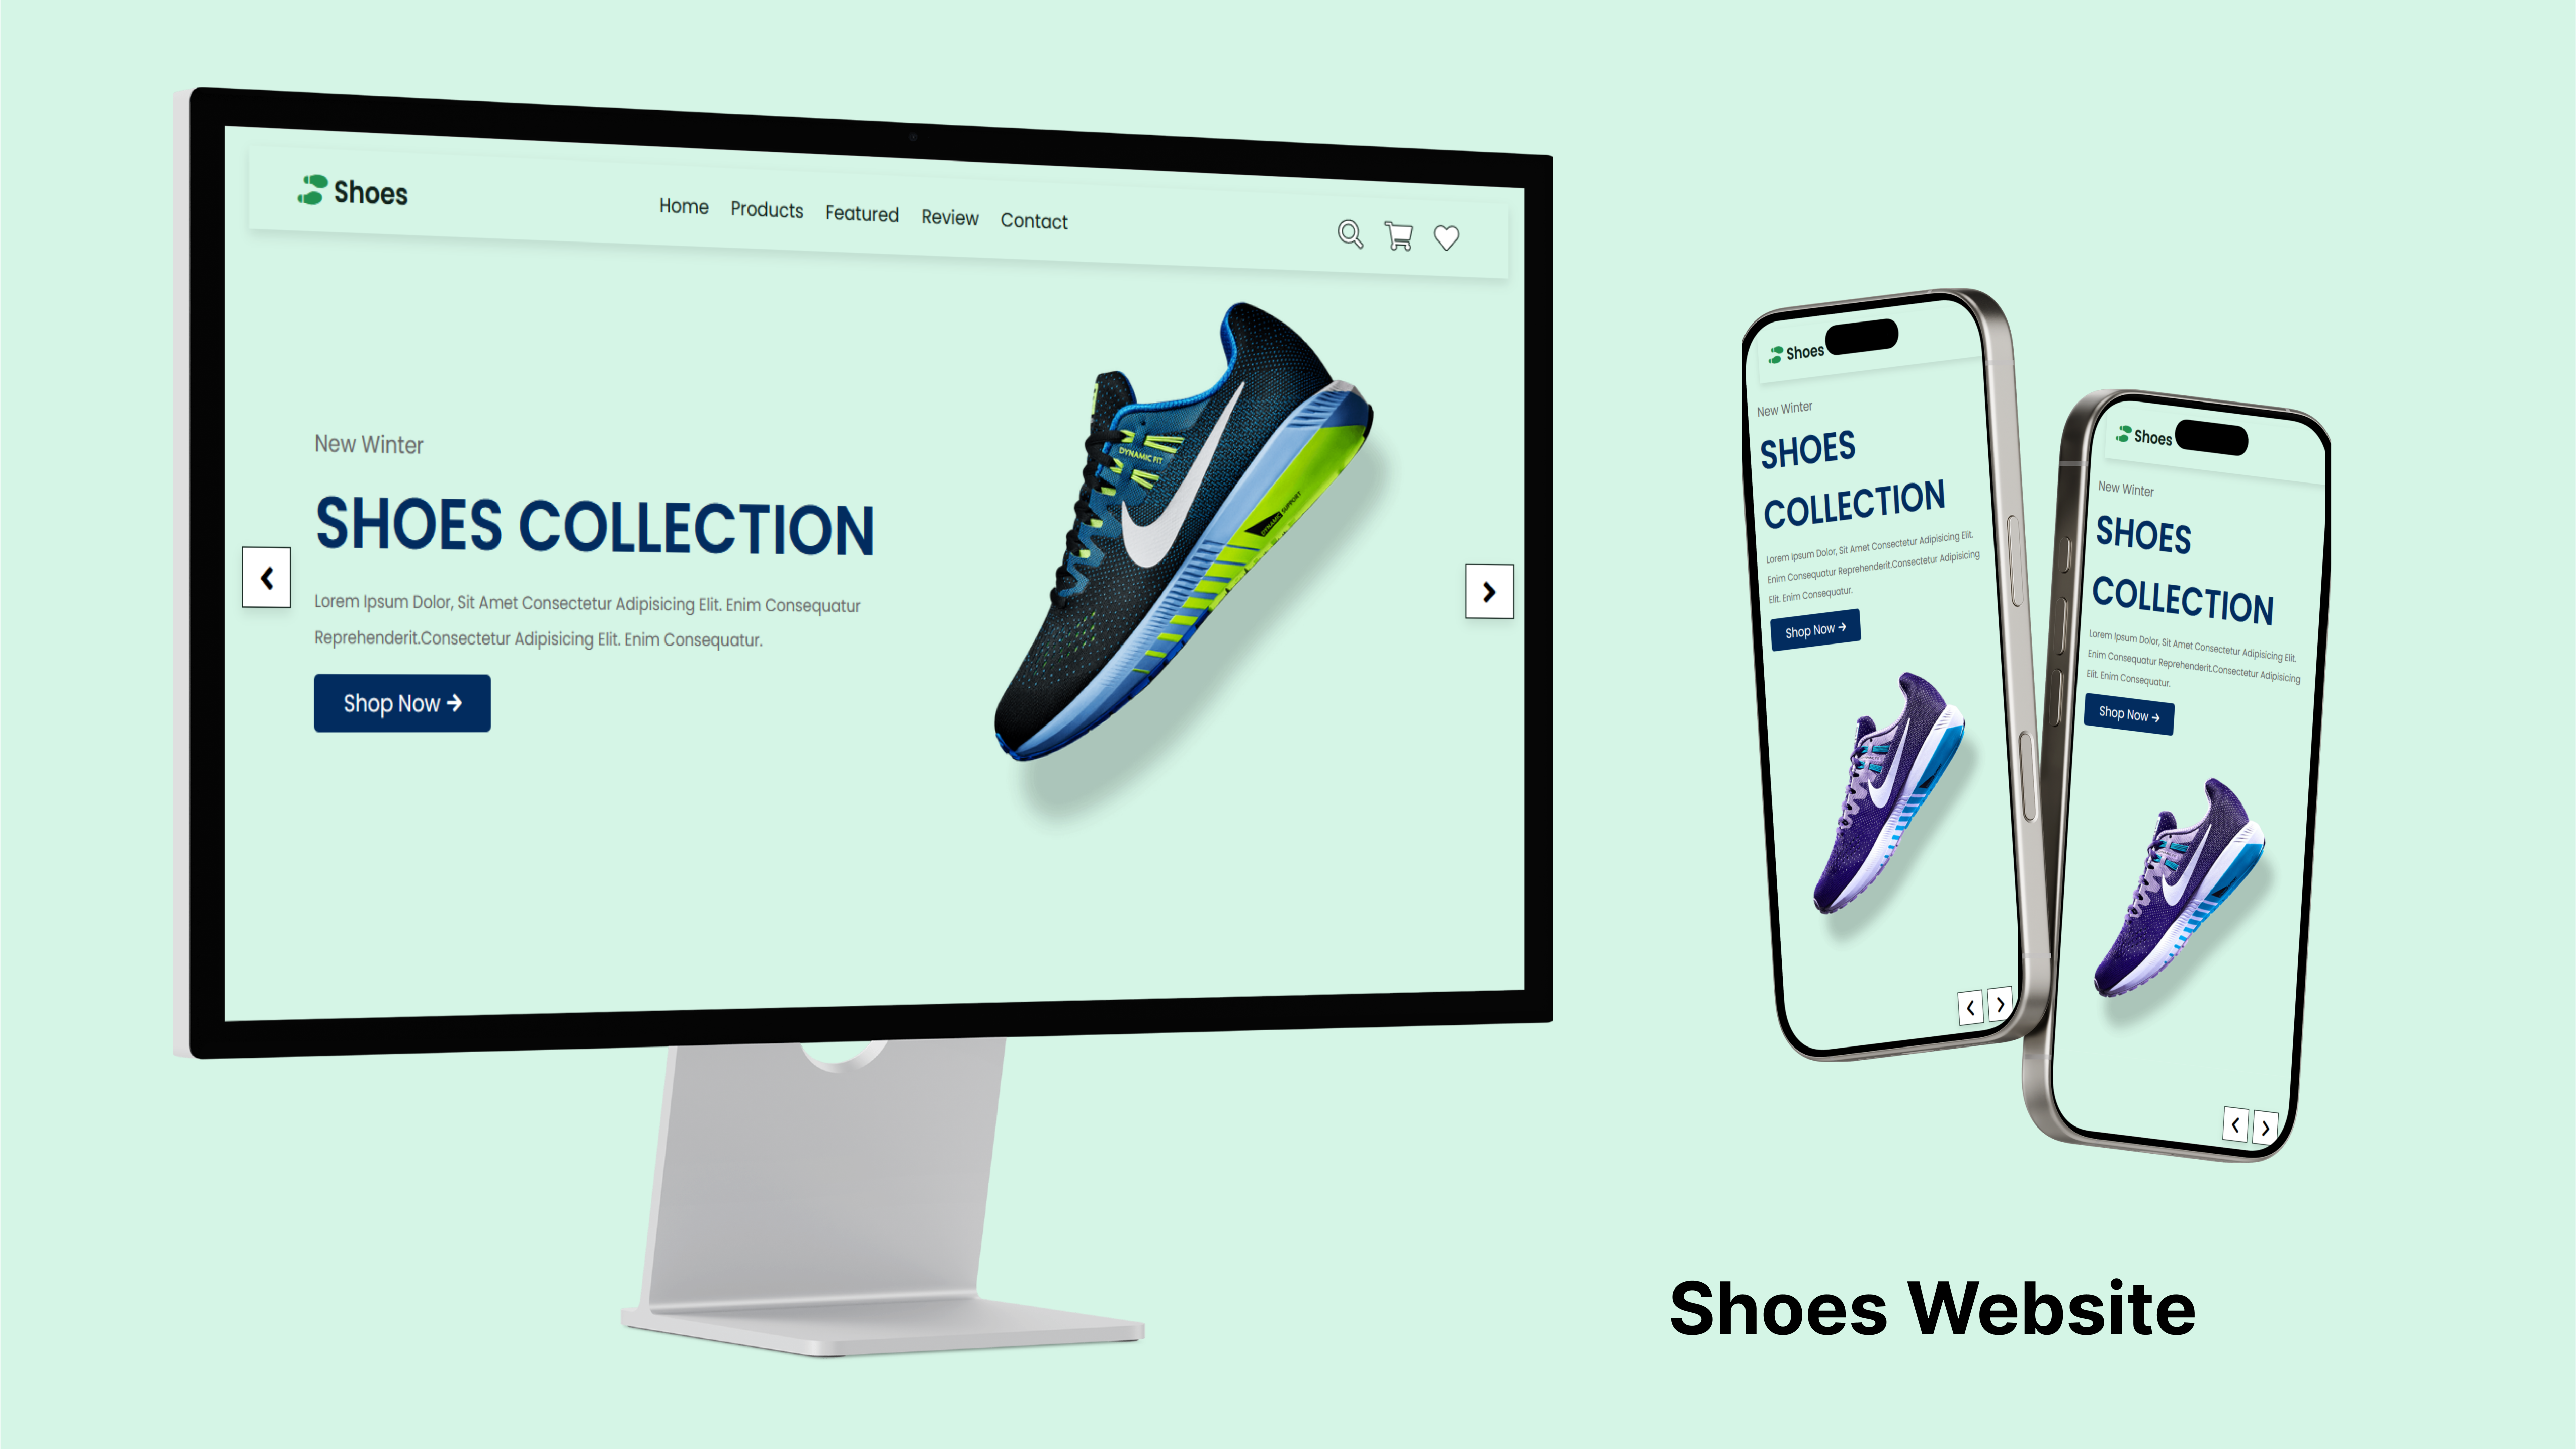 Shoes
Home Products Featured Review Contact
New Winter
SHOES COLLECTION
Lorem Ipsum Dolor, Sit Amet Consectetur Adipisicing Elit. Enim Consequatur
Reprehenderit.Consectetur Adipisicing Elit. Enim Consequatur.
Shop Now →
DYNAMIC FIT
DYNAMIC SUPPORT
Shoes
New Winter
SHOES
COLLECTION
Lorem Ipsum Dolor, Sit Amet Consectetur Adipisicing Elit.
Enim Consequatur Reprehenderit.Consectetur Adipisicing
Elit. Enim Consequatur.
Shop Now →
Shoes
New Winter
SHOES
COLLECTION
Lorem Ipsum Dolor, Sit Amet Consectetur Adipisicing Elit.
Enim Consequatur Reprehenderit.Consectetur Adipisicing
Elit. Enim Consequatur.
Shop Now →
Shoes Website